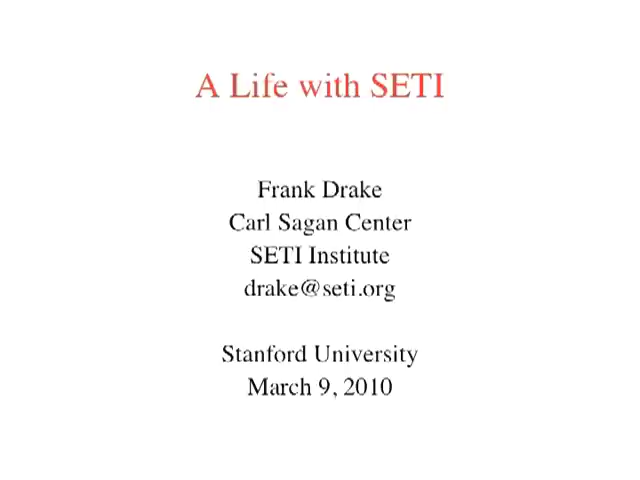 A Life with SETI
Frank Drake
Carl Sagan Center
SETI Institute
drake@seti.org
Stanford University
March 9, 2010